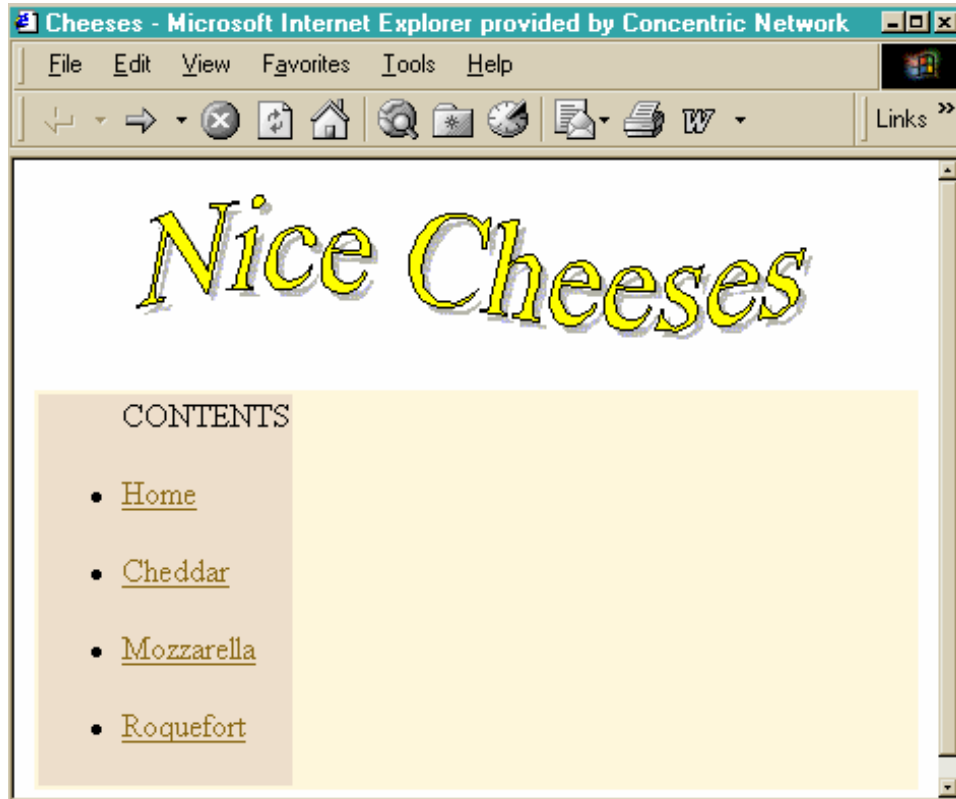 Cheeses - Microsoft Internet Explorer provided by Concentric Network
File Edit View Favorites Tools Help
W Links »
Nice Cheeses
CONTENTS
• Home
• Cheddar
• Mozzarella
• Roquefort